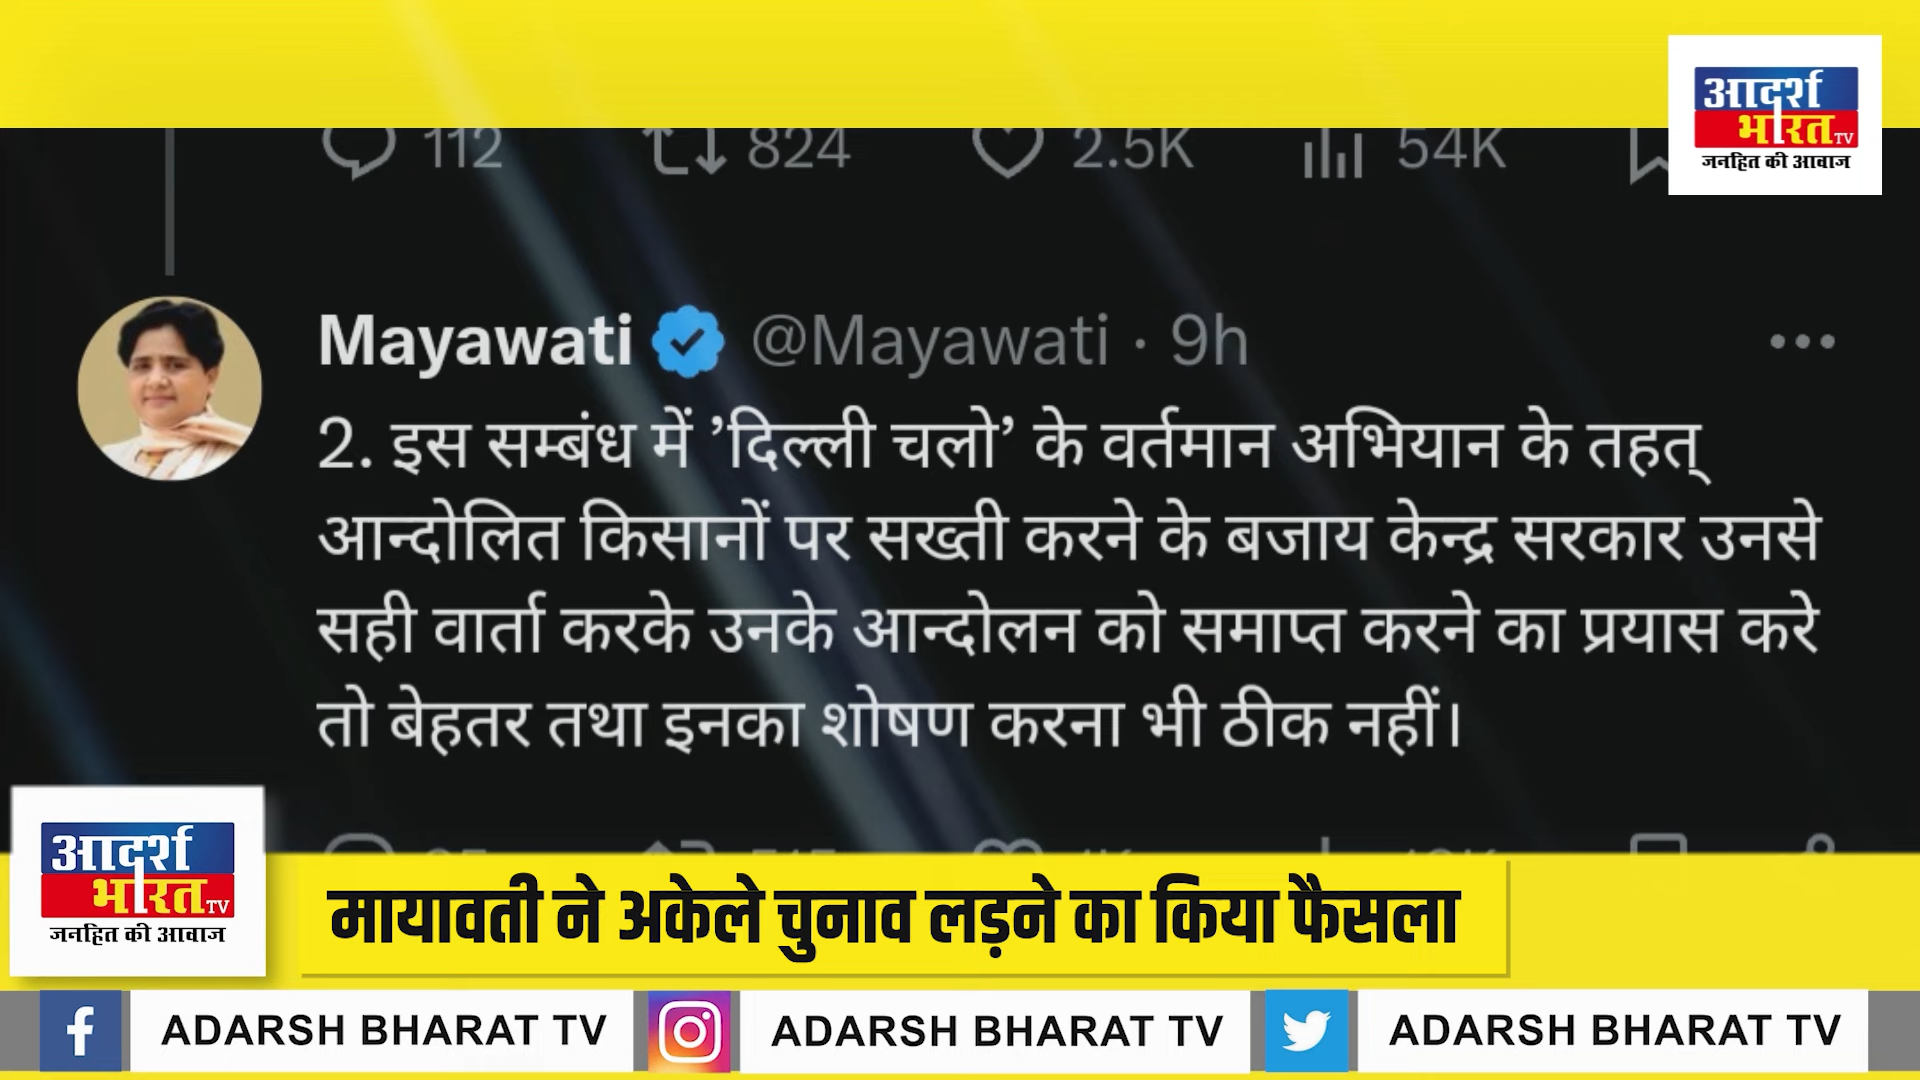 112 824 2.5K 54K
आदर्श
भारत TV
जनहित की आवाज
Mayawati @Mayawati · 9h
2. इस सम्बंध में ’दिल्ली चलो’ के वर्तमान अभियान के तहत्
आन्दोलित किसानों पर सख्ती करने के बजाय केन्द्र सरकार उनसे
सही वार्ता करके उनके आन्दोलन को समाप्त करने का प्रयास करे
तो बेहतर तथा इनका शोषण करना भी ठीक नहीं।
आदर्श
भारत TV
जनहित की आवाज
मायावती ने अकेले चुनाव लड़ने का किया फैसला
ADARSH BHARAT TV ADARSH BHARAT TV ADARSH BHARAT TV